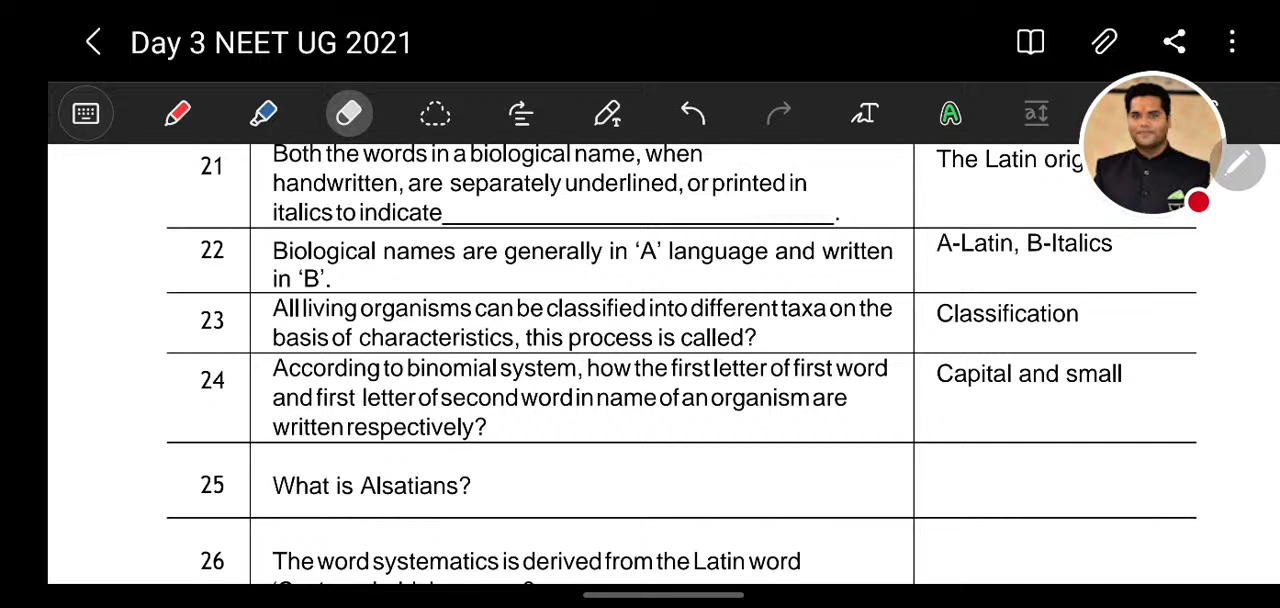 Day 3 NEET UG 2021
21
Both the words in a biological name, when
handwritten, are separately underlined, or printed in
italics to indicate____________________________.
The Latin orig
22
Biological names are generally in ‘A’ language and written
in ‘B’.
A-Latin, B-Italics
23
All living organisms can be classified into different taxa on the
basis of characteristics, this process is called?
Classification
24
According to binomial system, how the first letter of first word
and first letter of second word in name of an organism are
written respectively?
Capital and small
25
What is Alsatians?
26
The word systematics is derived from the Latin word